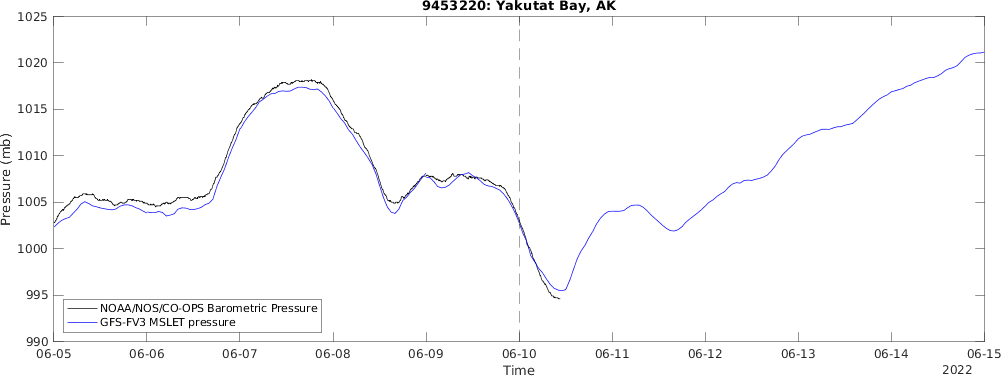 9453220: Yakutat Bay, AK
Pressure (mb)
1025
1020
1015
1010
1005
1000
995
990
NOAA/NOS/CO-OPS Barometric Pressure
GFS-FV3 MSLET pressure
06-05 06-06 06-07 06-08 06-09 06-10 06-11 06-12 06-13 06-14 06-15
Time
2022